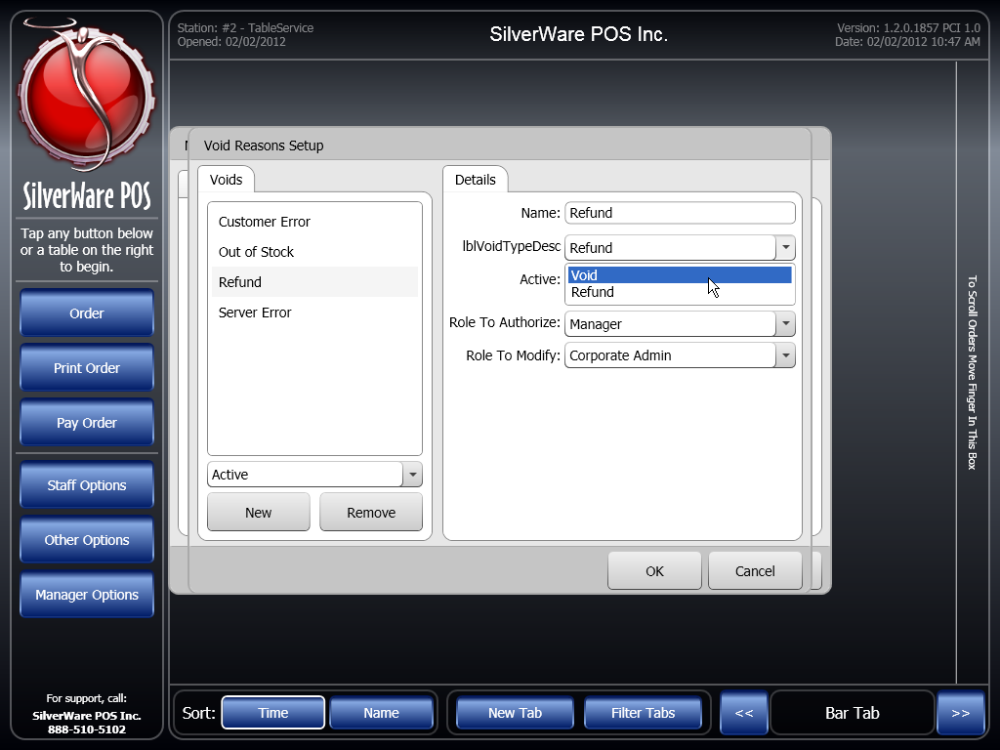 SilverWare POS
Tap any button below
or a table on the right
to begin.
Order
Print Order
Pay Order
Staff Options
Other Options
Manager Options
For support, call:
SilverWare POS Inc.
888-510-5102
Station: #2 - TableService
Opened: 02/02/2012
SilverWare POS Inc.
Version: 1.2.0.1857 PCI 1.0
Date: 02/02/2012 10:47 AM
Void Reasons Setup
Voids
Customer Error
Out of Stock
Refund
Server Error
Active
New
Remove
Details
Name: Refund
lblVoidTypeDesc Refund
Active: Void
Refund
Role To Authorize: Manager
Role To Modify: Corporate Admin
OK
Cancel
To Scroll Orders Move Finger In This Box
Sort: Time Name New Tab Filter Tabs << Bar Tab >>